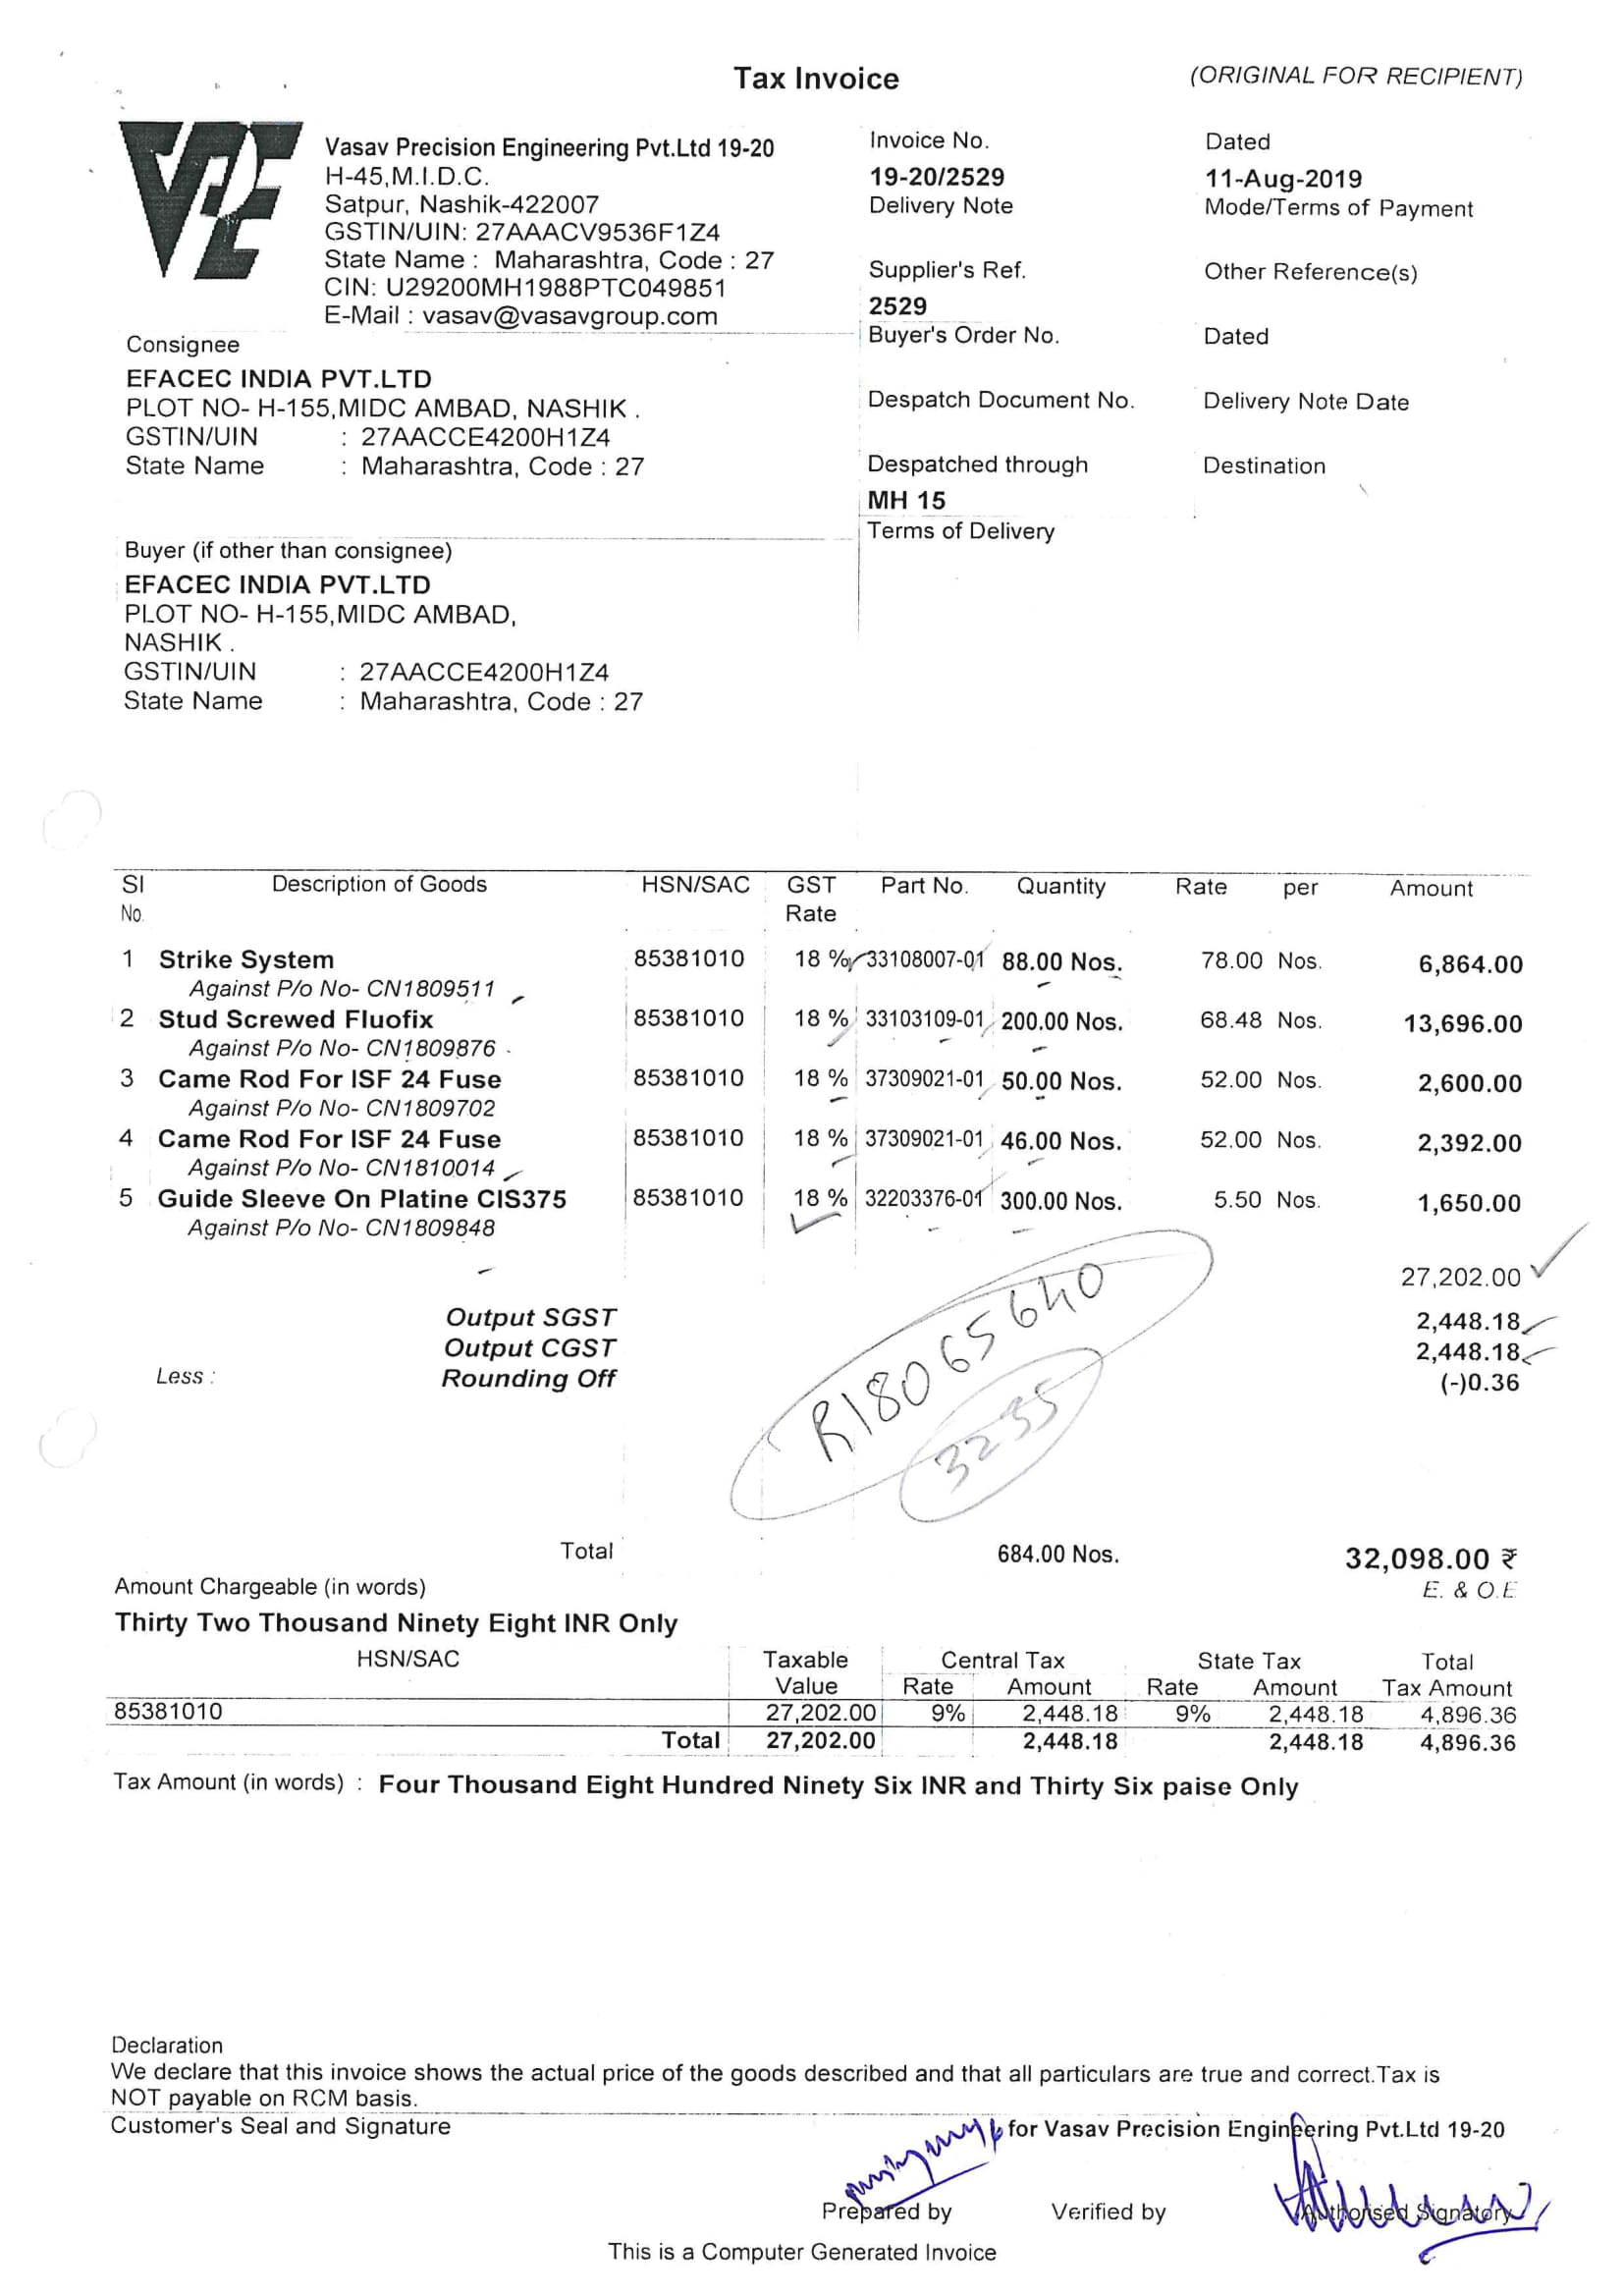 Tax Invoice
(ORIGINAL FOR RECIPIENT)
VPE
Vasav Precision Engineering Pvt.Ltd 19-20
H-45,M.I.D.C.
Satpur, Nashik-422007
GSTIN/UIN: 27AAACV9536F1Z4
State Name : Maharashtra, Code : 27
CIN: U29200MH1988PTC049851
E-Mail : vasav@vasavgroup.com
Invoice No. Dated
19-20/2529 11-Aug-2019
Delivery Note Mode/Terms of Payment
Supplier's Ref. Other Reference(s)
2529
Buyer's Order No. Dated
Despatch Document No. Delivery Note Date
Despatched through Destination
MH 15
Terms of Delivery
Consignee
EFACEC INDIA PVT.LTD
PLOT NO- H-155,MIDC AMBAD, NASHIK .
GSTIN/UIN : 27AACCE4200H1Z4
State Name : Maharashtra, Code : 27
Buyer (if other than consignee)
EFACEC INDIA PVT.LTD
PLOT NO- H-155,MIDC AMBAD,
NASHIK .
GSTIN/UIN : 27AACCE4200H1Z4
State Name : Maharashtra, Code : 27
Sl Description of Goods HSN/SAC GST Part No. Quantity Rate per Amount
No. Rate
1 Strike System 85381010 18 % 33108007-01 88.00 Nos. 78.00 Nos. 6,864.00
Against P/o No- CN1809511
2 Stud Screwed Fluofix 85381010 18 % 33103109-01 200.00 Nos. 68.48 Nos. 13,696.00
Against P/o No- CN1809876
3 Came Rod For ISF 24 Fuse 85381010 18 % 37309021-01 50.00 Nos. 52.00 Nos. 2,600.00
Against P/o No- CN1809702
4 Came Rod For ISF 24 Fuse 85381010 18 % 37309021-01 46.00 Nos. 52.00 Nos. 2,392.00
Against P/o No- CN1810014
5 Guide Sleeve On Platine CIS375 85381010 18 % 32203376-01 300.00 Nos. 5.50 Nos. 1,650.00
Against P/o No- CN1809848
27,202.00
Output SGST 2,448.18
Output CGST 2,448.18
Less : Rounding Off (-)0.36
R18065640
3255
Total 684.00 Nos. 32,098.00 ₹
Amount Chargeable (in words) E. & O.E
Thirty Two Thousand Ninety Eight INR Only
HSN/SAC Taxable Central Tax State Tax Total
Value Rate Amount Rate Amount Tax Amount
85381010 27,202.00 9% 2,448.18 9% 2,448.18 4,896.36
Total 27,202.00 2,448.18 2,448.18 4,896.36
Tax Amount (in words) : Four Thousand Eight Hundred Ninety Six INR and Thirty Six paise Only
Declaration
We declare that this invoice shows the actual price of the goods described and that all particulars are true and correct.Tax is
NOT payable on RCM basis.
Customer's Seal and Signature
for Vasav Precision Engineering Pvt.Ltd 19-20
Prepared by Verified by Authorised Signatory
This is a Computer Generated Invoice